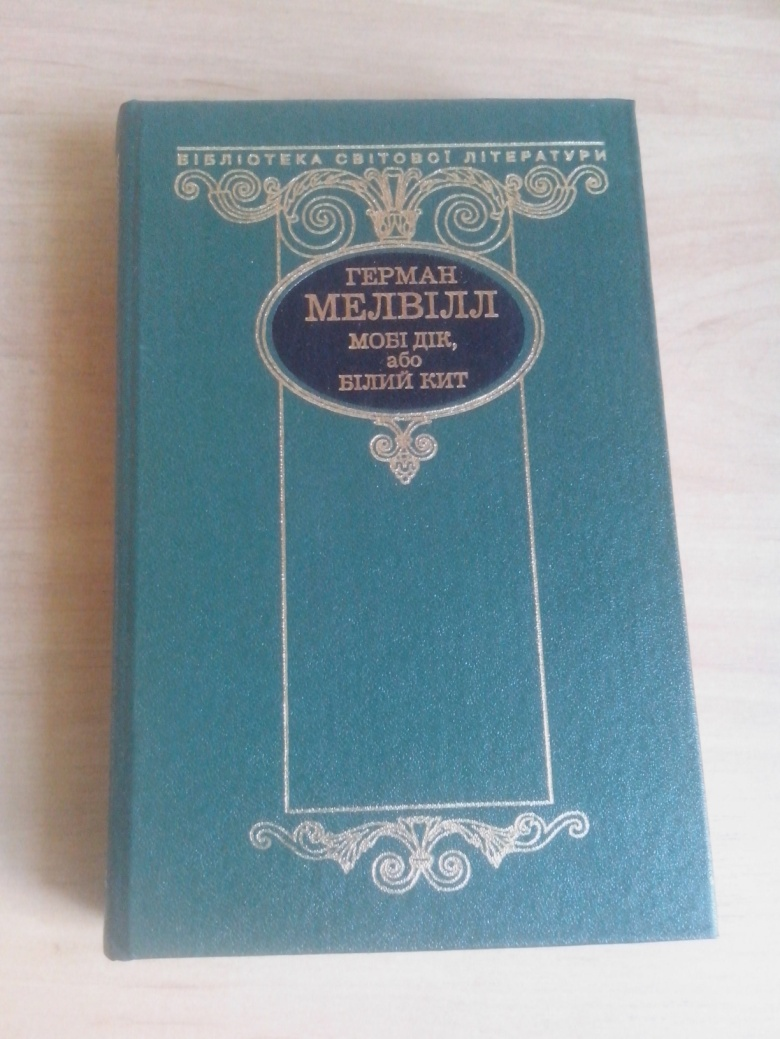 БІБЛІОТЕКА СВІТОВОЇ ЛІТЕРАТУРИ
ГЕРМАН
МЕЛВІЛЛ
МОБІ ДІК,
або
БІЛИЙ КИТ